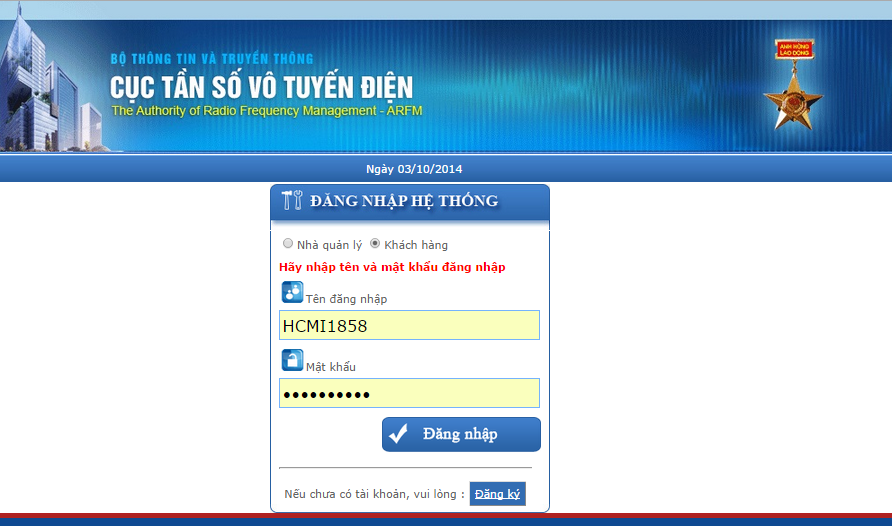 BỘ THÔNG TIN VÀ TRUYỀN THÔNG
CỤC TẦN SỐ VÔ TUYẾN ĐIỆN
The Authority of Radio Frequency Management - ARFM
ANH HÙNG
LAO ĐỘNG
Ngày 03/10/2014
ĐĂNG NHẬP HỆ THỐNG
Nhà quản lý Khách hàng
Hãy nhập tên và mật khẩu đăng nhập
Tên đăng nhập
HCMI1858
Mật khẩu
••••••••••
Đăng nhập
Nếu chưa có tài khoản, vui lòng : Đăng ký